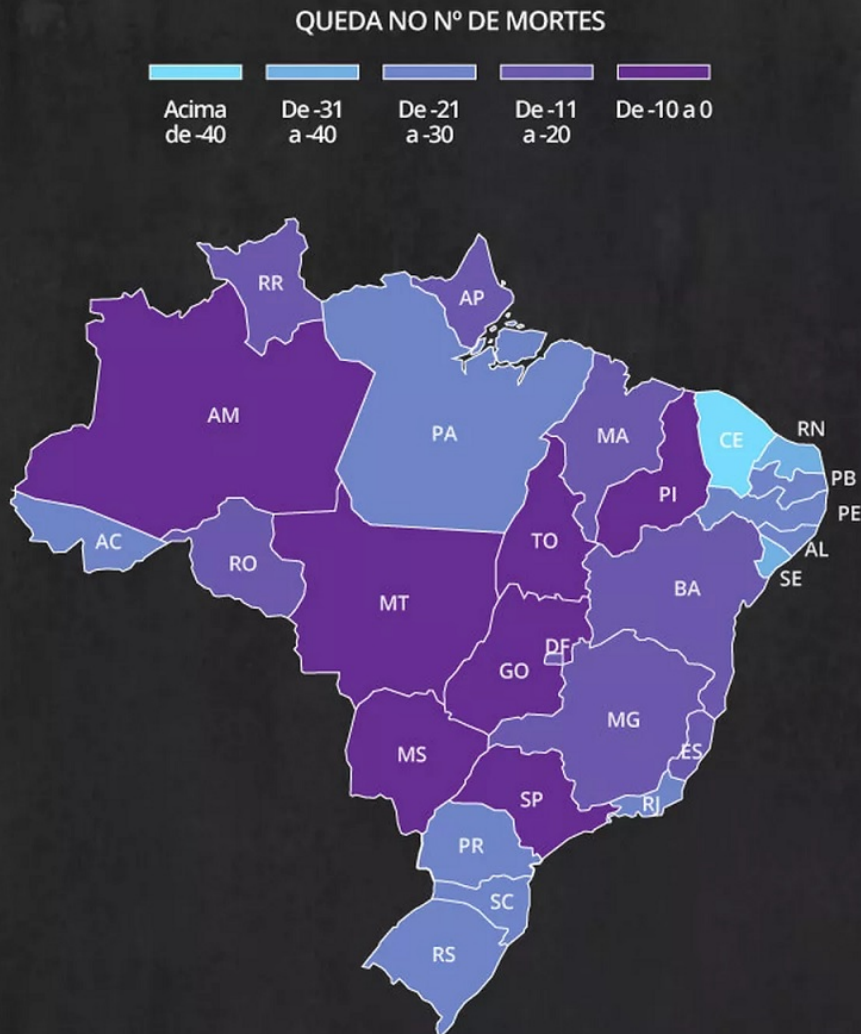 QUEDA NO Nº DE MORTES
Acima de -40
De -31 a -40
De -21 a -30
De -11 a -20
De -10 a 0
RR
AP
AM
PA
MA
CE
RN
PB
PI
PE
AC
TO
AL
RO
SE
BA
MT
DF
GO
MG
MS
ES
SP
RJ
PR
SC
RS